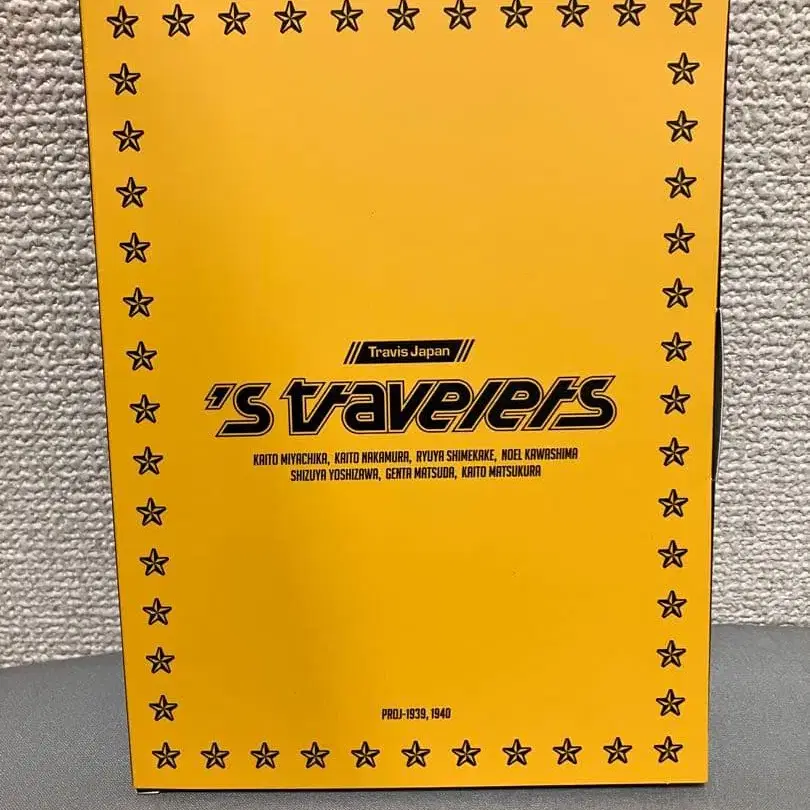 Travis Japan
'S travelers
KAITO MIYACHIKA, KAITO NAKAMURA, RYUYA SHIMEKAKE, NOEL KAWASHIMA
SHIZUYA YOSHIZAWA, GENTA MATSUDA, KAITO MATSUKURA
PROJ-1939, 1940